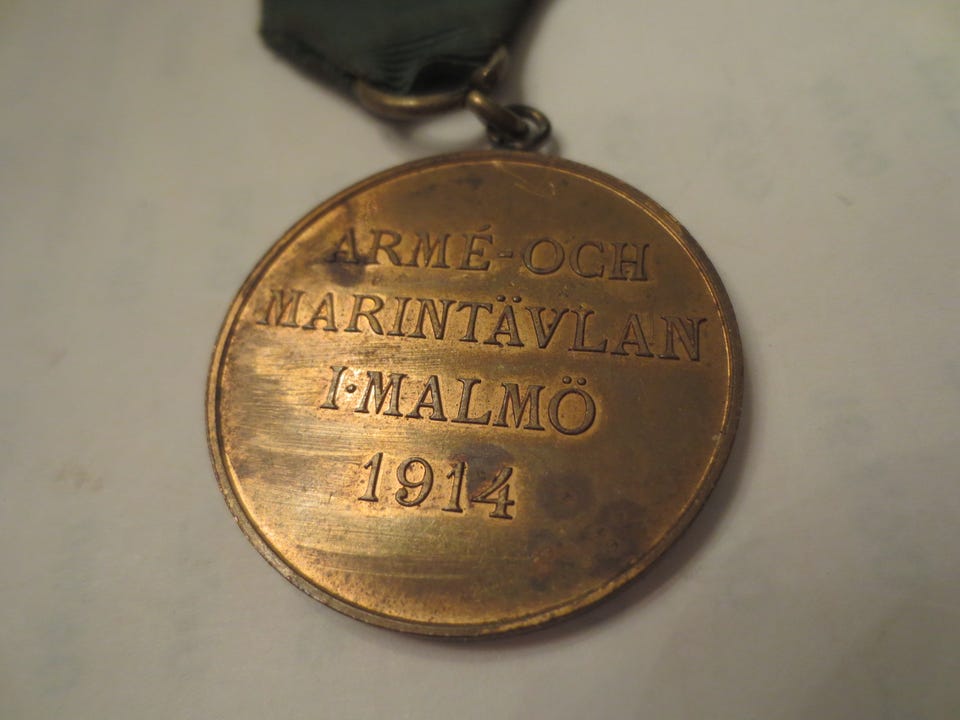 ARMÉ-OCH
MARINTÄVLAN
I·MALMÖ
1914